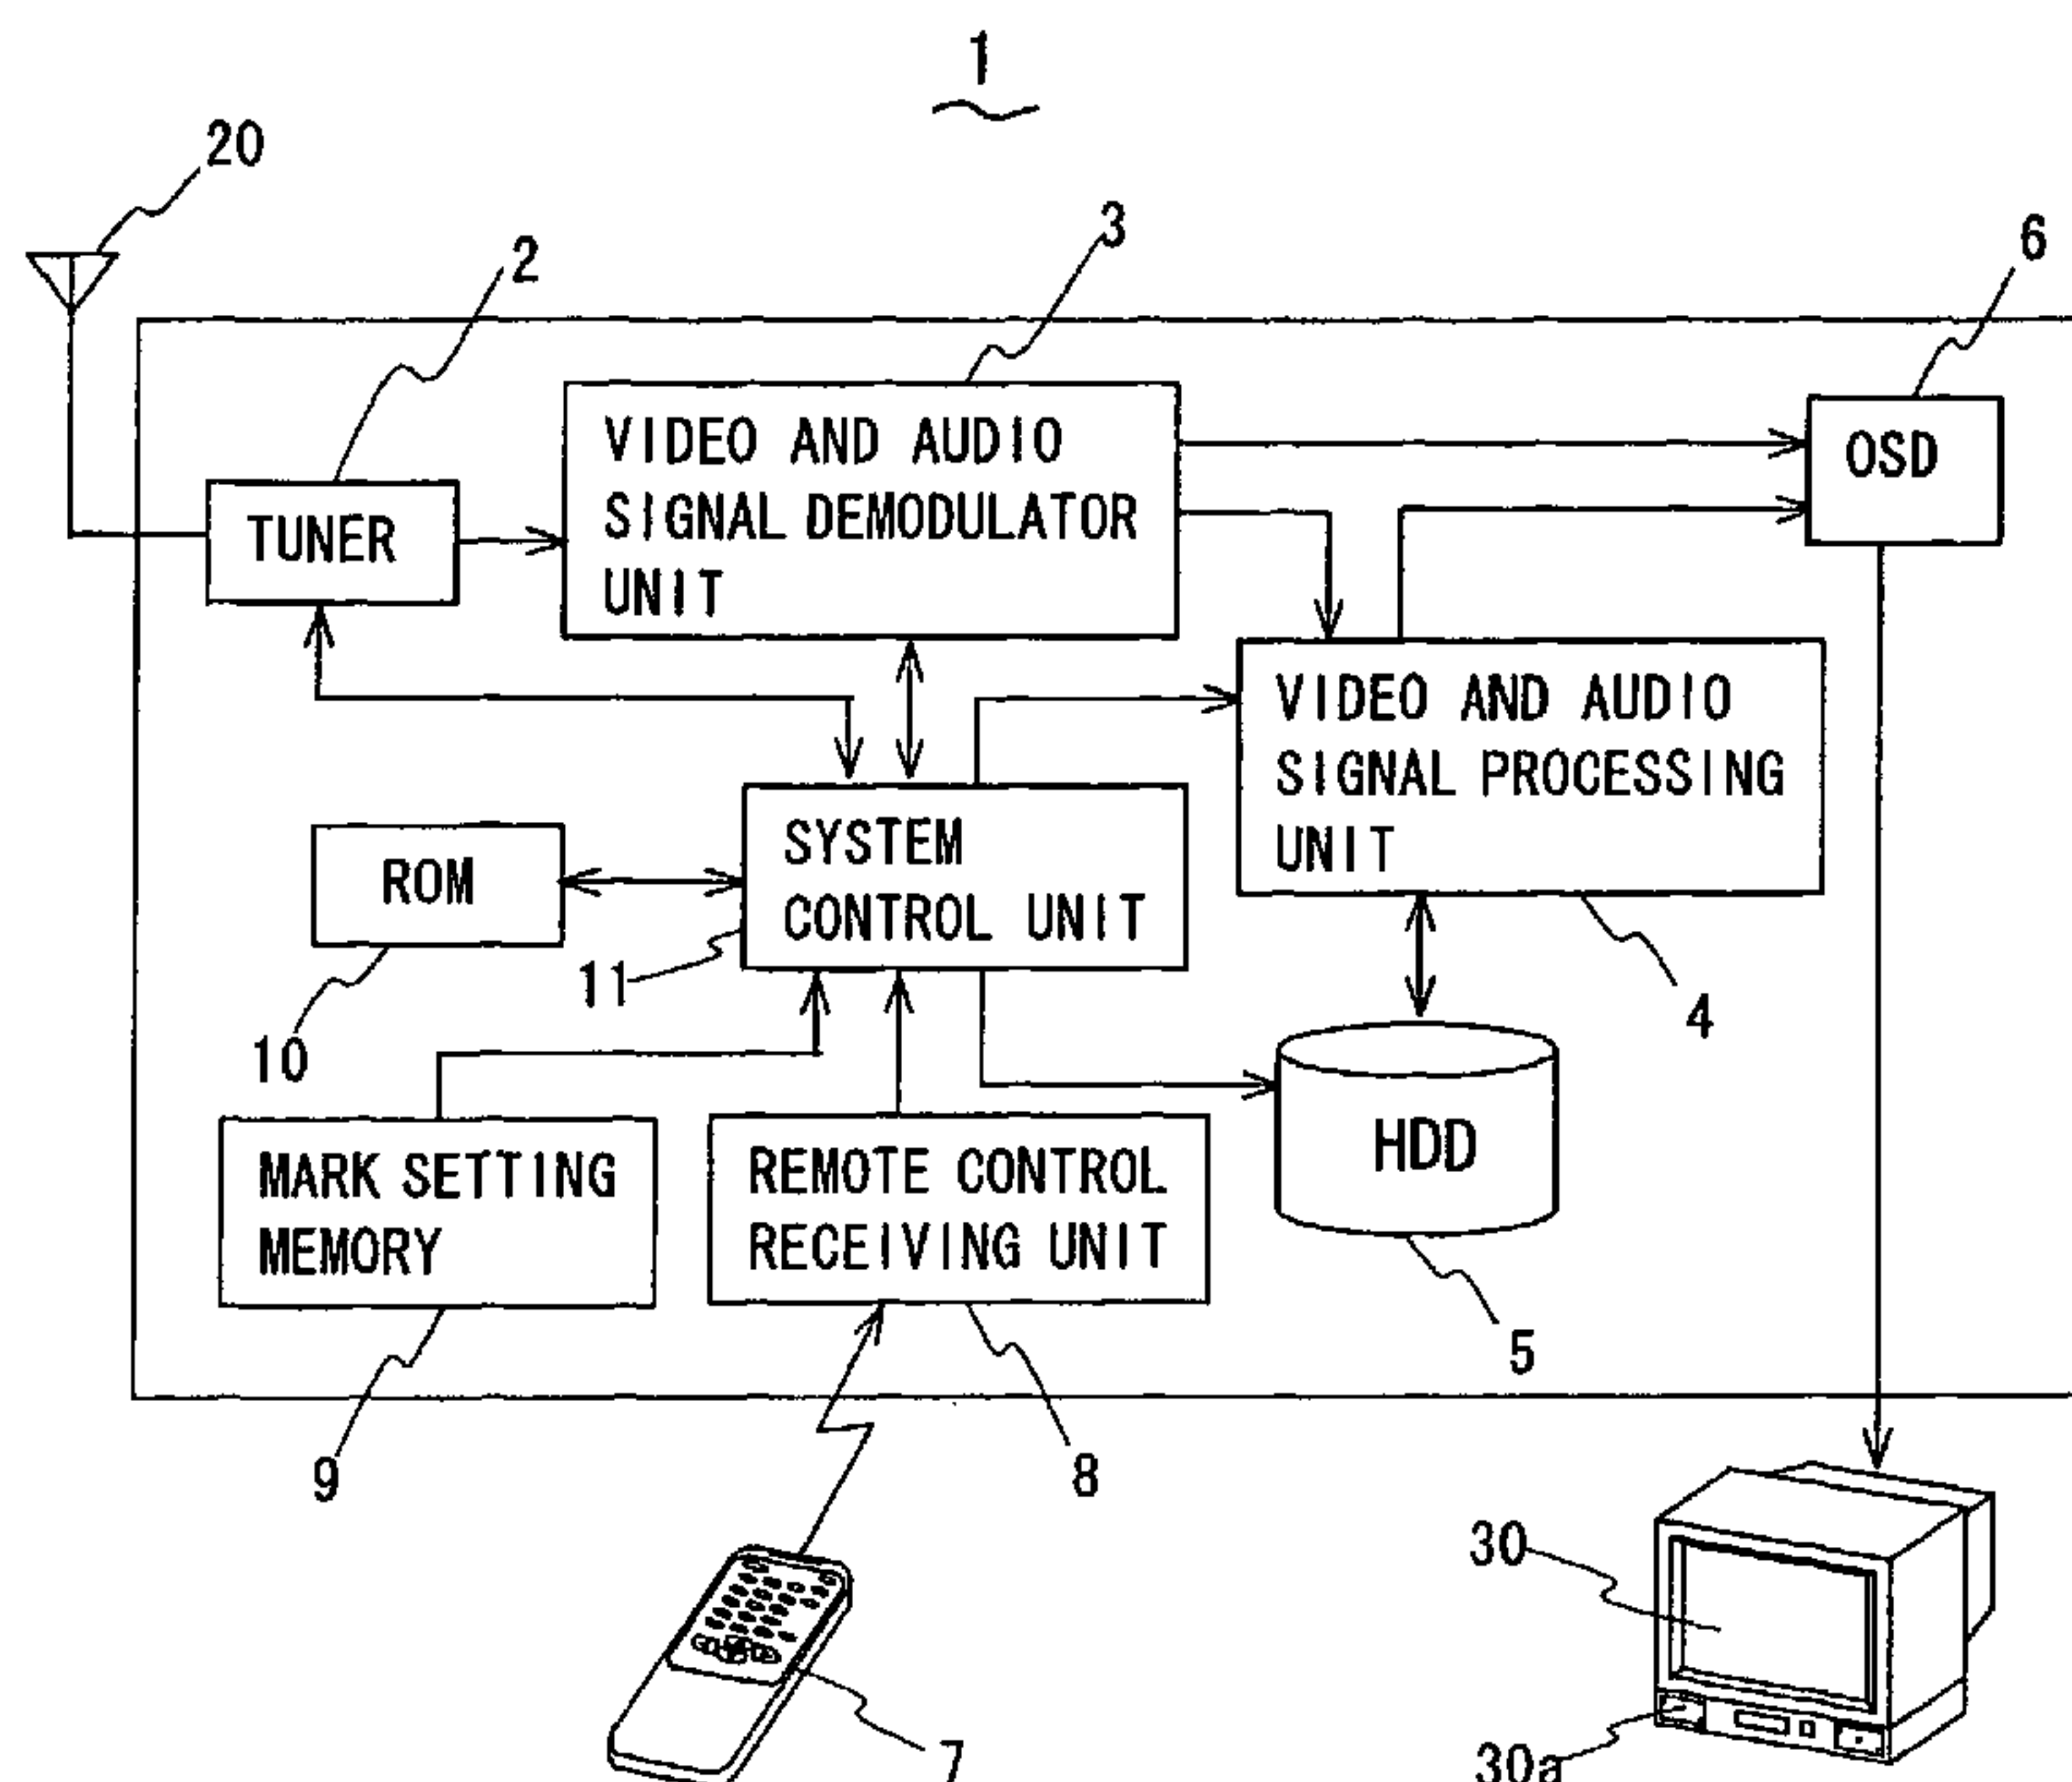 1
20
2
3
6
VIDEO AND AUDIO
SIGNAL DEMODULATOR
UNIT
OSD
TUNER
VIDEO AND AUDIO
SIGNAL PROCESSING
UNIT
SYSTEM
CONTROL UNIT
ROM
11
10
4
HDD
MARK SETTING
MEMORY
REMOTE CONTROL
RECEIVING UNIT
5
9
8
30
7
30a